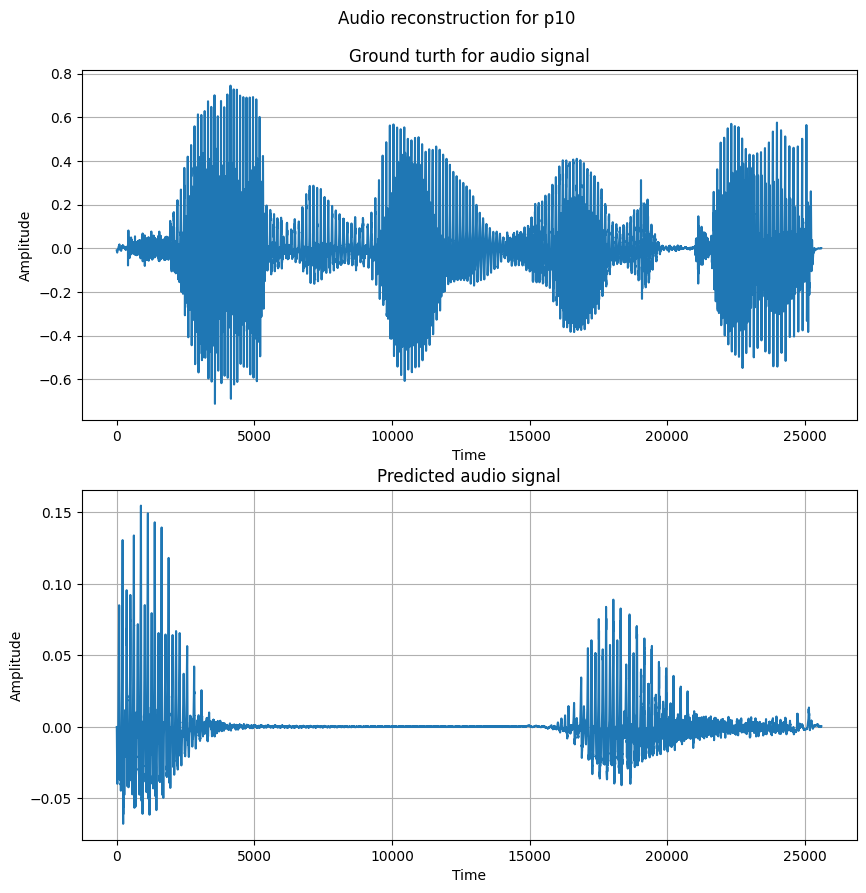 Audio reconstruction for p10
Ground turth for audio signal
0.8
0.6
0.4
0.2
0.0
−0.2
−0.4
−0.6
Amplitude
0 5000 10000 15000 20000 25000
Time
Predicted audio signal
0.15
0.10
0.05
0.00
−0.05
Amplitude
0 5000 10000 15000 20000 25000
Time